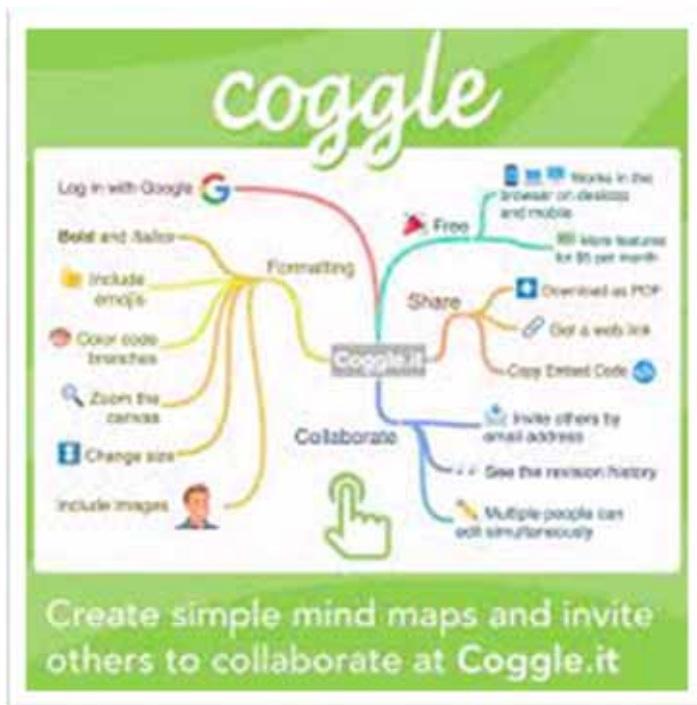 coggle
Log in with Google
Bold and Italics
Include
emojis
Color code
branches
Zoom the
canvas
Change size
Include images
Formatting
Free
Works in the
browser on desktop
and mobile
More features
for $5 per month
Share
Download as PDF
Get a web link
Copy Embed Code
Coggle.it
Collaborate
Invite others by
email address
See the revision history
Multiple people can
edit simultaneously
Create simple mind maps and invite
others to collaborate at Coggle.it